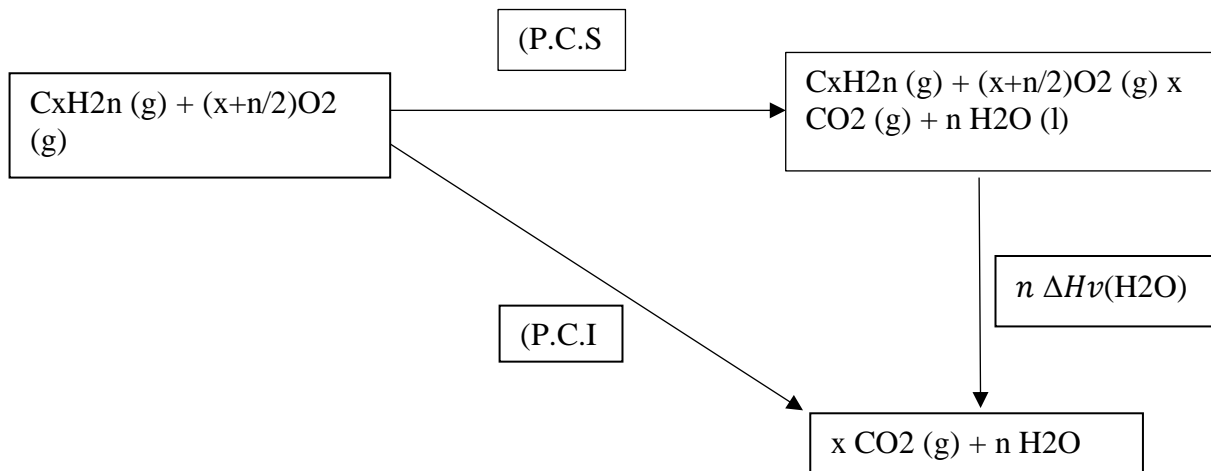 (P.C.S
CxH2n (g) + (x+n/2)O2
(g)
CxH2n (g) + (x+n/2)O2 (g) x
CO2 (g) + n H2O (l)
n ΔHv(H2O)
(P.C.I
x CO2 (g) + n H2O